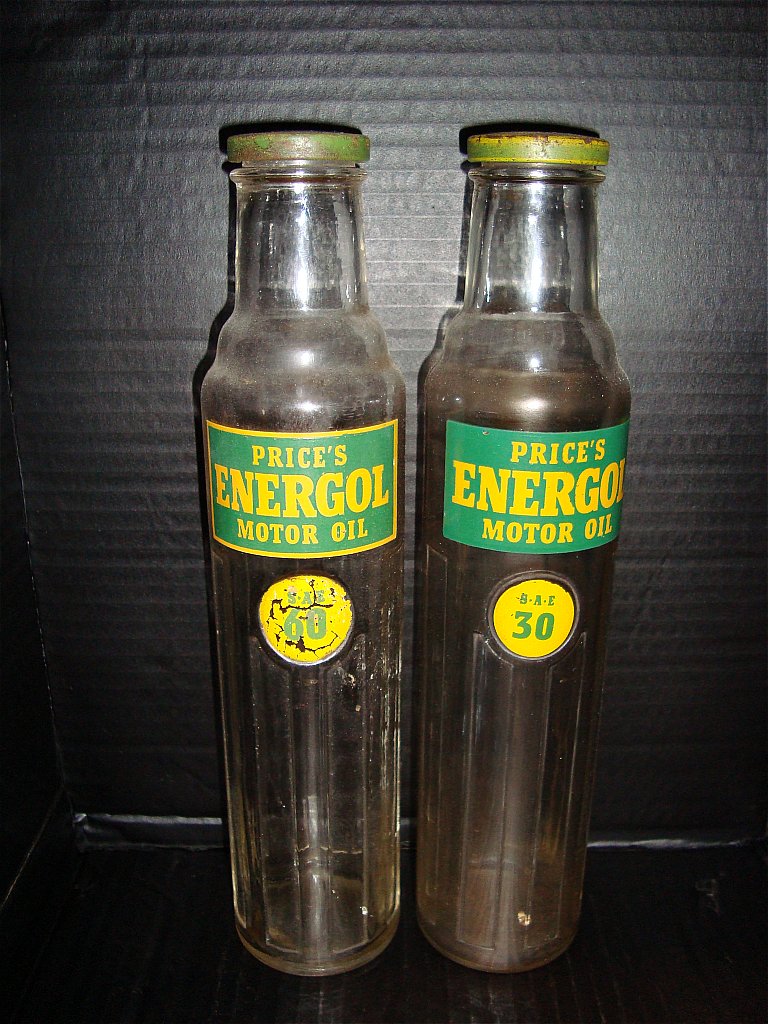 PRICE'S
ENERGOL
MOTOR OIL
S·A·E
60
PRICE'S
ENERGOL
MOTOR OIL
S·A·E
30